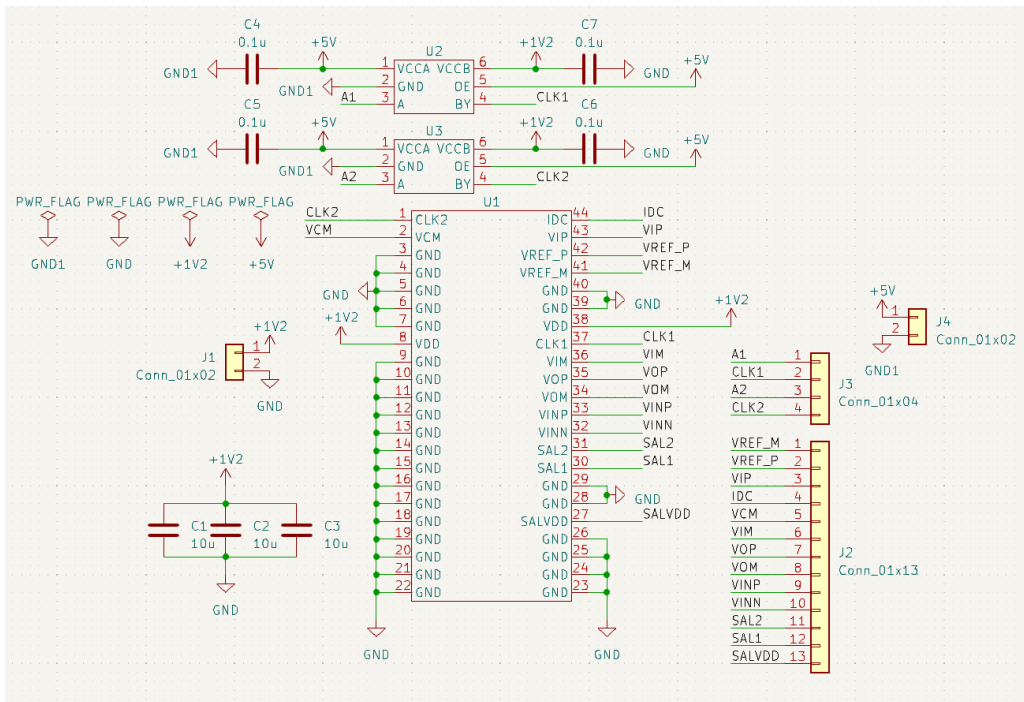 C4
0.1u
+5V
GND1
U2
1 VCCA VCCB 6
2 GND OE 5
3 A BY 4
GND1
A1
+1V2
C7
0.1u
GND
+5V
CLK1
C5
0.1u
+5V
GND1
U3
1 VCCA VCCB 6
2 GND OE 5
3 A BY 4
GND1
A2
+1V2
C6
0.1u
GND
+5V
CLK2
PWR_FLAG PWR_FLAG PWR_FLAG PWR_FLAG
GND1 GND +1V2 +5V
U1
CLK2 1 CLK2 IDC 44 IDC
VCM 2 VCM VIP 43 VIP
3 GND VREF_P 42 VREF_P
4 GND VREF_M 41 VREF_M
5 GND GND 40
GND
6 GND GND 39 GND
7 GND VDD 38 +1V2
+1V2
8 VDD CLK1 37 CLK1
9 GND VIM 36 VIM
10 GND VOP 35 VOP
11 GND VOM 34 VOM
12 GND VINP 33 VINP
13 GND VINN 32 VINN
14 GND SAL2 31 SAL2
15 GND SAL1 30 SAL1
16 GND GND 29
17 GND GND 28 GND
18 GND SALVDD 27 SALVDD
19 GND GND 26
20 GND GND 25
21 GND GND 24
22 GND GND 23
GND GND
J1
Conn_01x02
+1V2
1
2
GND
+1V2
C1
10u
C2
10u
C3
10u
GND
+5V
1
2
GND1
J4
Conn_01x02
A1 1
CLK1 2
A2 3
CLK2 4
J3
Conn_01x04
VREF_M 1
VREF_P 2
VIP 3
IDC 4
VCM 5
VIM 6
VOP 7
VOM 8
VINP 9
VINN 10
SAL2 11
SAL1 12
SALVDD 13
J2
Conn_01x13